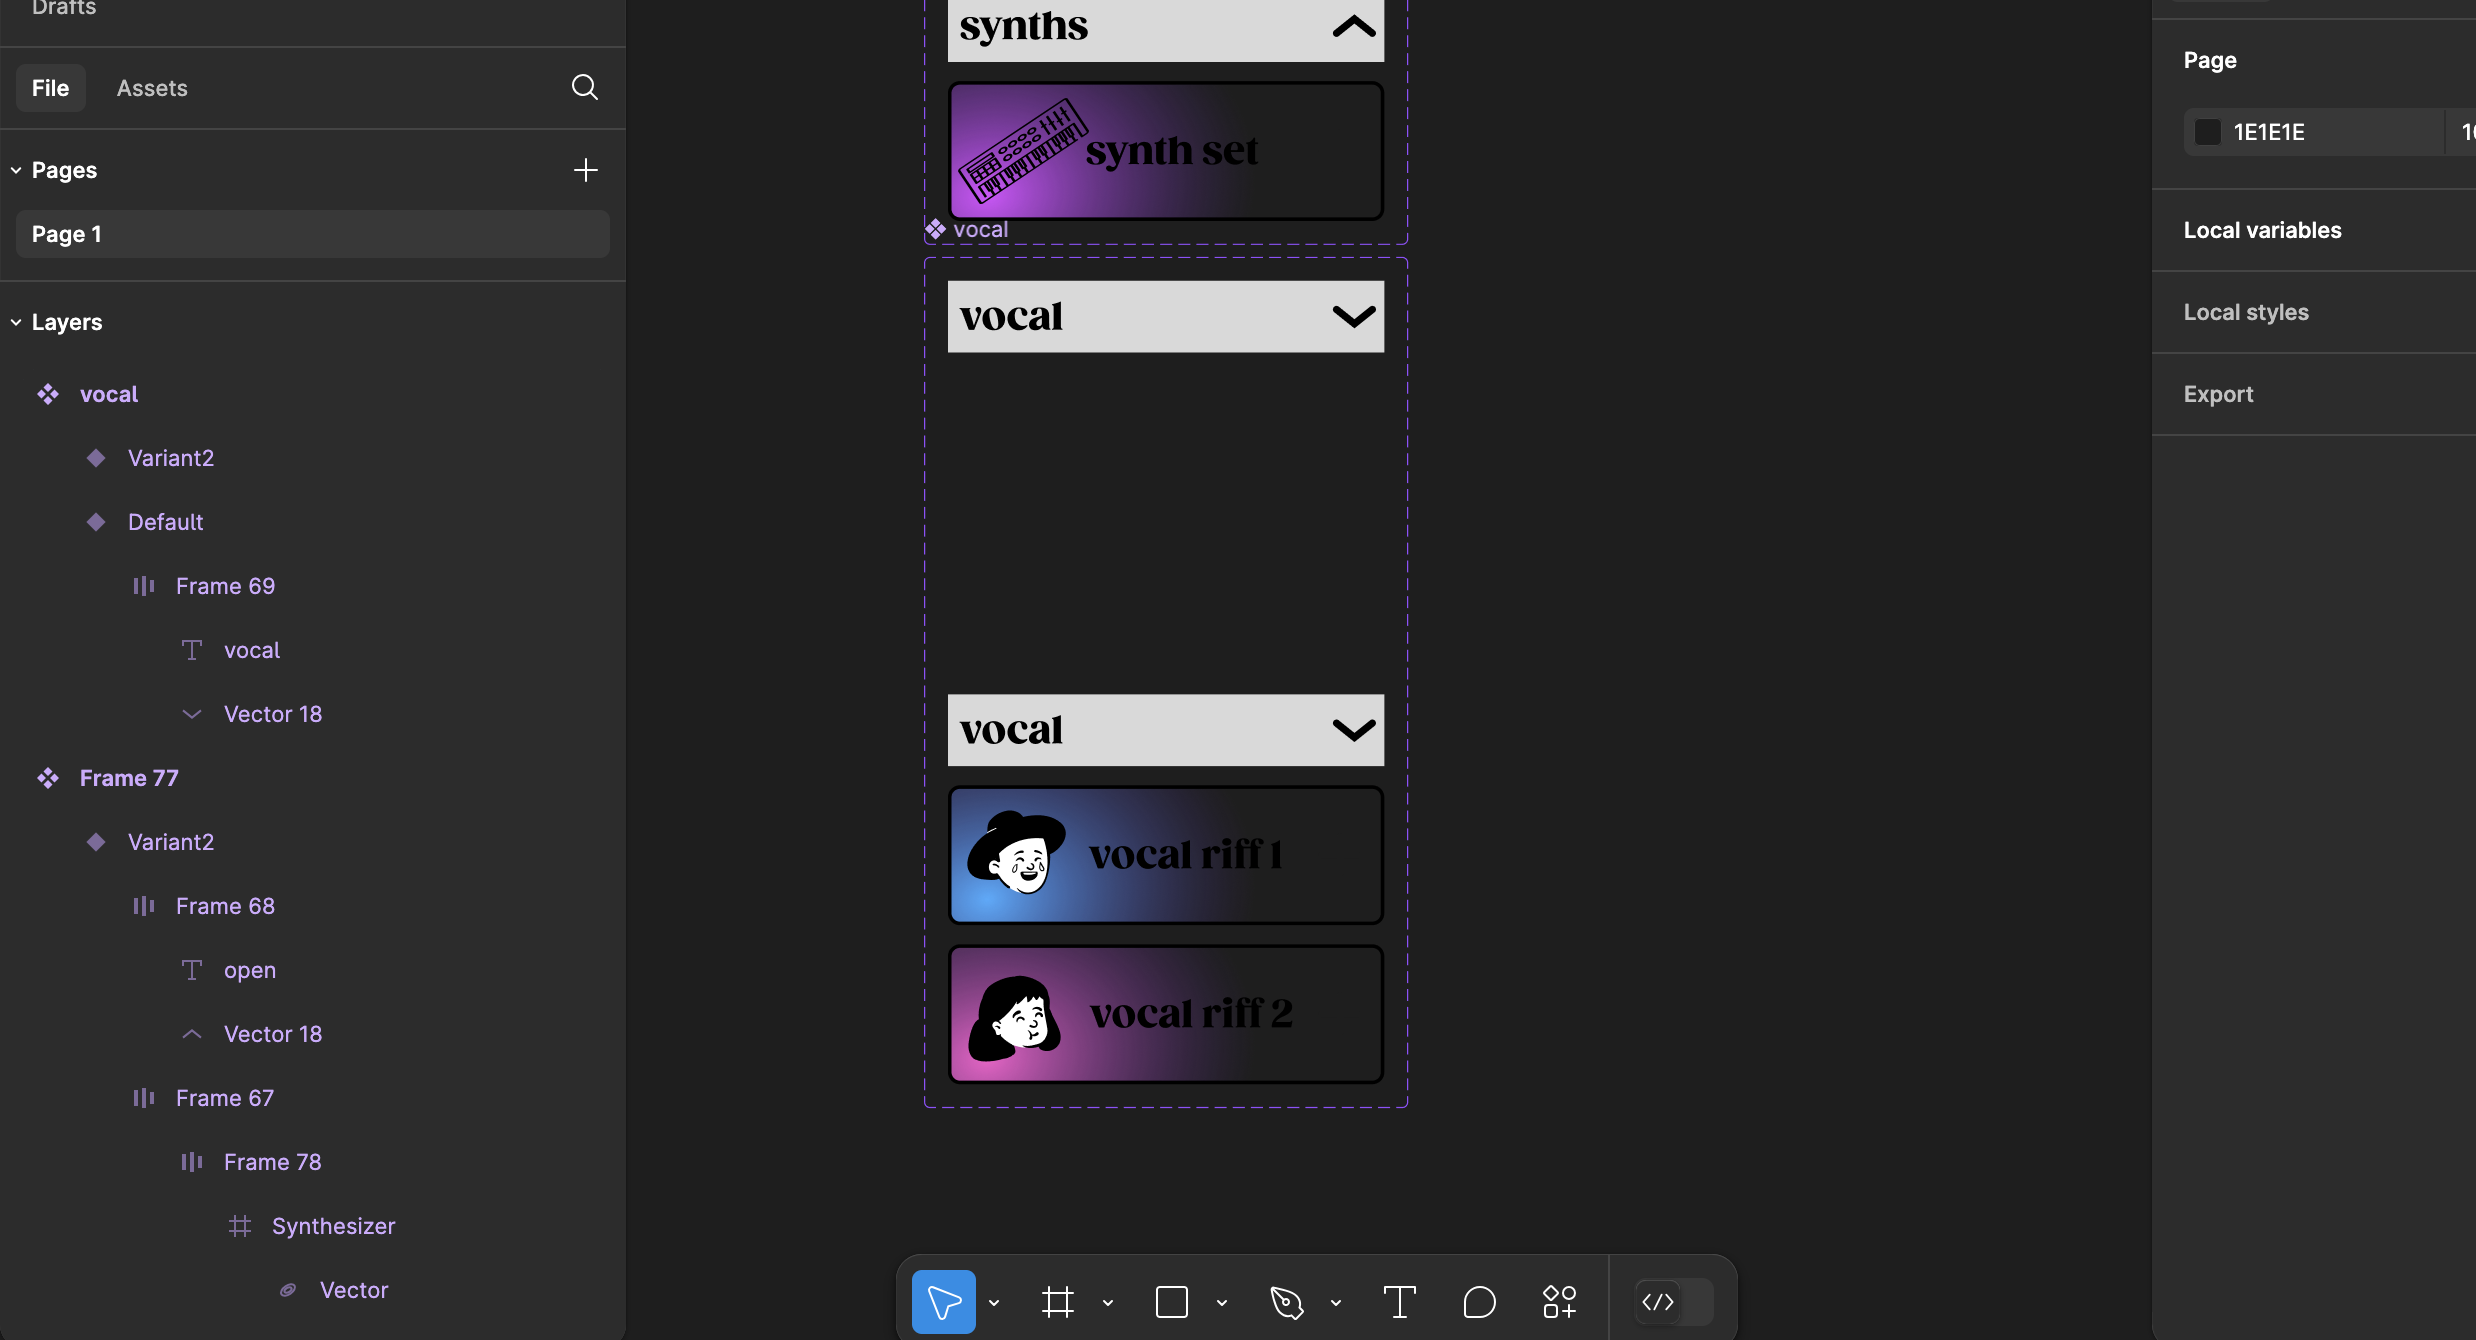 Drafts
File
Assets
Pages
Page 1
Layers
vocal
Variant2
Default
Frame 69
vocal
Vector 18
Frame 77
Variant2
Frame 68
open
Vector 18
Frame 67
Frame 78
Synthesizer
Vector
synths
synth set
vocal
vocal
vocal
vocal riff 1
vocal riff 2
Page
1E1E1E
Local variables
Local styles
Export